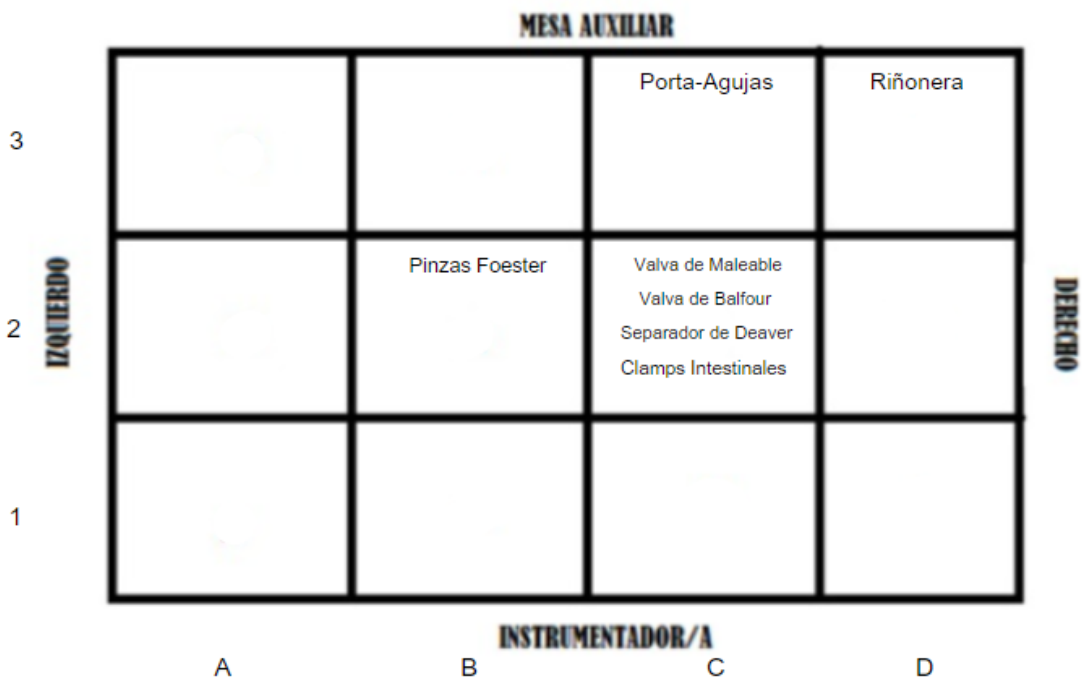 MESA AUXILIAR
Porta-Agujas
Riñonera
3
IZQUIERDO
2
Pinzas Foester
Valva de Maleable
Valva de Balfour
Separador de Deaver
Clamps Intestinales
DERECHO
1
INSTRUMENTADOR/A
A
B
C
D